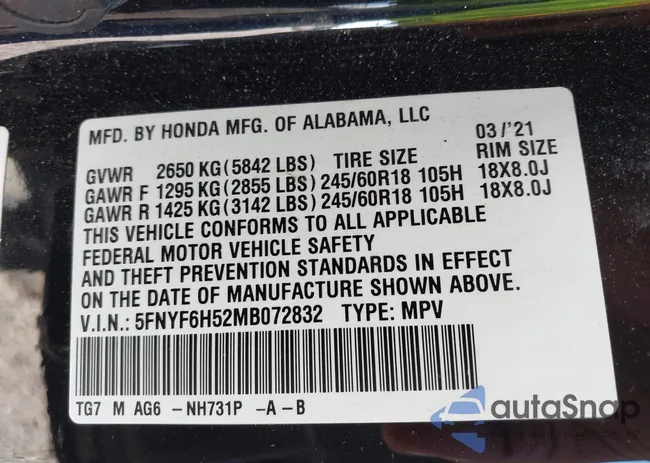 MFD. BY HONDA MFG. OF ALABAMA, LLC 03/'21
GVWR 2650 KG(5842 LBS) TIRE SIZE RIM SIZE
GAWR F 1295 KG(2855 LBS) 245/60R18 105H 18X8.0J
GAWR R 1425 KG(3142 LBS) 245/60R18 105H 18X8.0J
THIS VEHICLE CONFORMS TO ALL APPLICABLE
FEDERAL MOTOR VEHICLE SAFETY
AND THEFT PREVENTION STANDARDS IN EFFECT
ON THE DATE OF MANUFACTURE SHOWN ABOVE.
V.I.N.: 5FNYF6H52MB072832 TYPE: MPV
TG7 M AG6 -NH731P -A -B
autoSnap